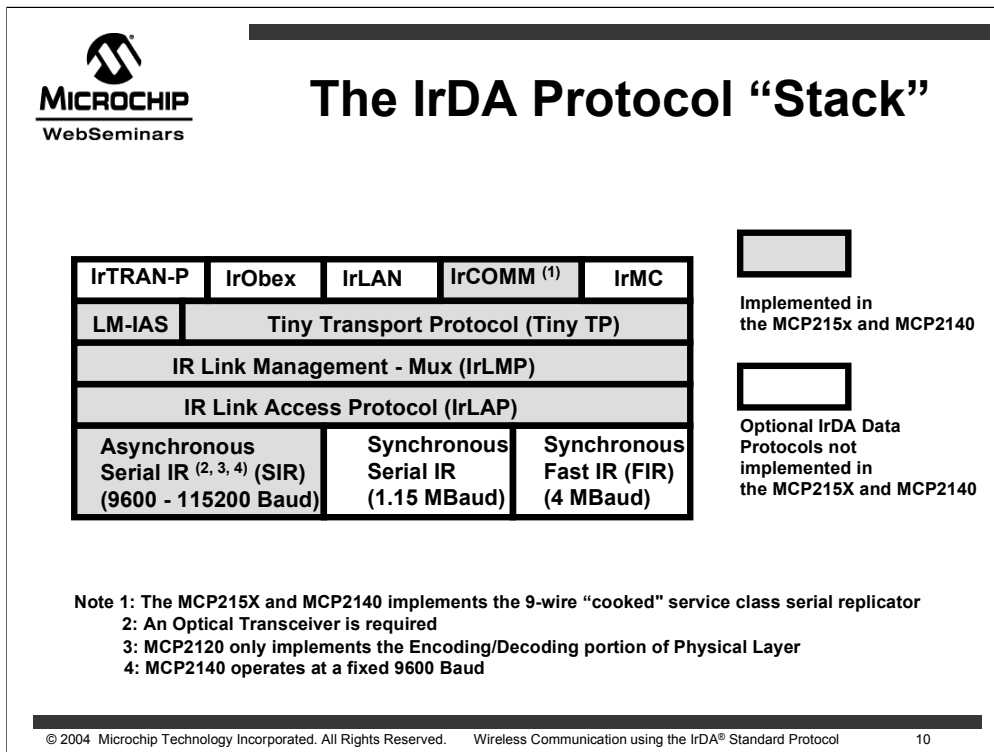 MICROCHIP
WebSeminars
The IrDA Protocol “Stack”
IrTRAN-P
IrObex
IrLAN
IrCOMM (1)
IrMC
LM-IAS
Tiny Transport Protocol (Tiny TP)
IR Link Management - Mux (IrLMP)
IR Link Access Protocol (IrLAP)
Asynchronous
Serial IR (2, 3, 4) (SIR)
(9600 - 115200 Baud)
Synchronous
Serial IR
(1.15 MBaud)
Synchronous
Fast IR (FIR)
(4 MBaud)
Implemented in
the MCP215x and MCP2140
Optional IrDA Data
Protocols not
implemented in
the MCP215X and MCP2140
Note 1: The MCP215X and MCP2140 implements the 9-wire “cooked" service class serial replicator
2: An Optical Transceiver is required
3: MCP2120 only implements the Encoding/Decoding portion of Physical Layer
4: MCP2140 operates at a fixed 9600 Baud
© 2004 Microchip Technology Incorporated. All Rights Reserved. Wireless Communication using the IrDA® Standard Protocol 10